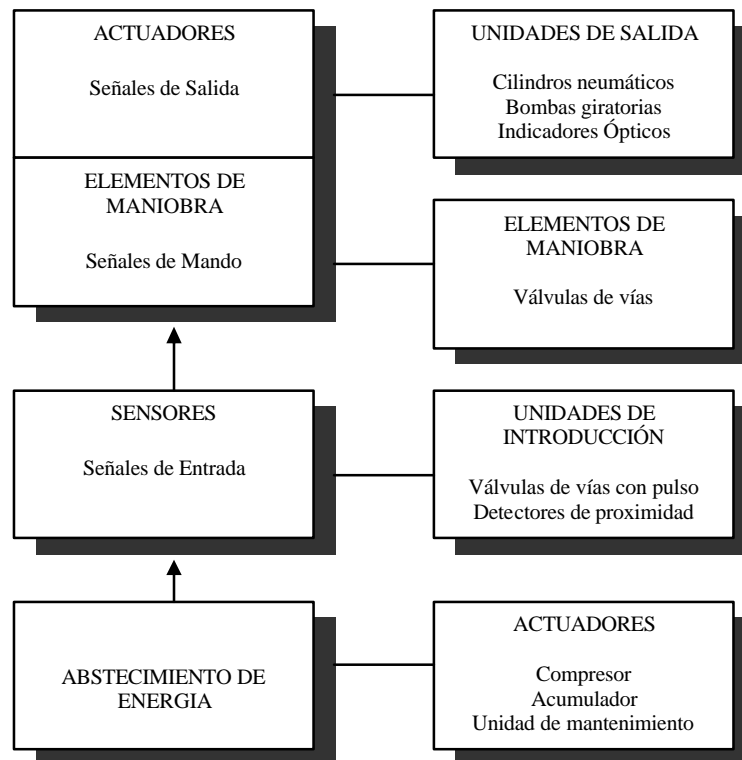 ACTUADORES
Señales de Salida
UNIDADES DE SALIDA
Cilindros neumáticos
Bombas giratorias
Indicadores Ópticos
ELEMENTOS DE
MANIOBRA
Señales de Mando
ELEMENTOS DE
MANIOBRA
Válvulas de vías
SENSORES
Señales de Entrada
UNIDADES DE
INTRODUCCIÓN
Válvulas de vías con pulso
Detectores de proximidad
ABSTECIMIENTO DE
ENERGIA
ACTUADORES
Compresor
Acumulador
Unidad de mantenimiento